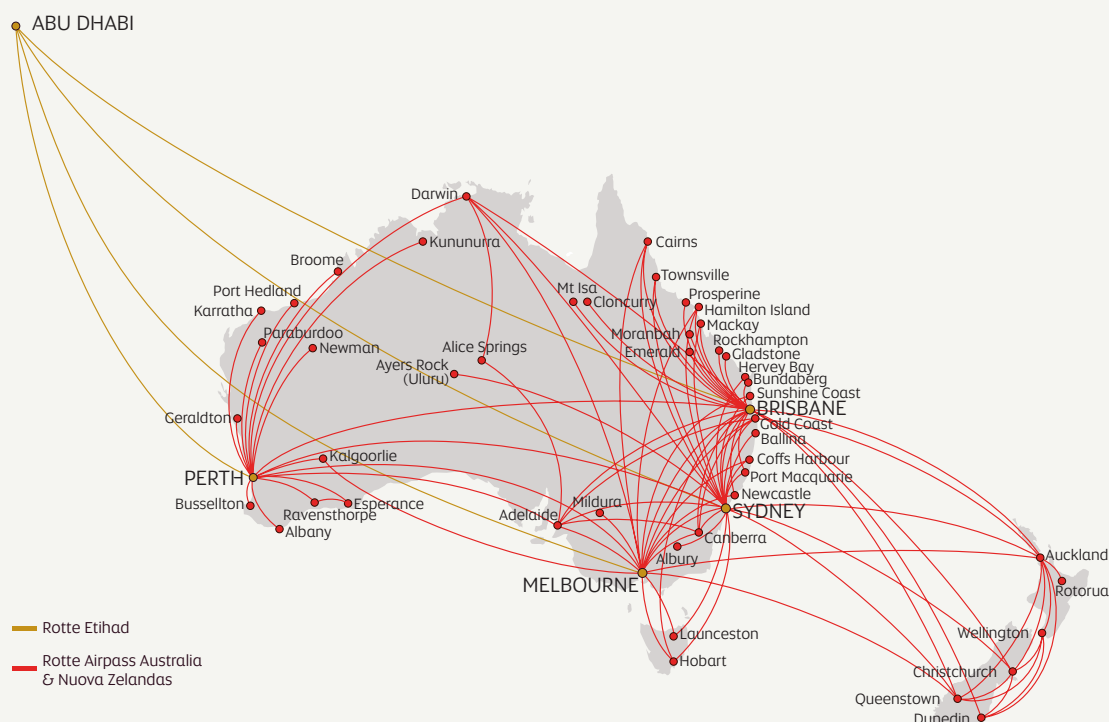 ABU DHABI
Darwin
Kununurra
Cairns
Broome
Townsville
Mt Isa
Cloncurry
Port Hedland
Prosperine
Karratha
Hamilton Island
Mackay
Paraburdoo
Moranbah
Rockhampton
Newman
Alice Springs
Emerald
Gladstone
Ayers Rock
(Uluru)
Hervey Bay
Bundaberg
Sunshine Coast
BRISBANE
Geraldton
Gold Coast
Ballina
Kalgoorlie
Coffs Harbour
PERTH
Port Macquarie
Newcastle
Bussellton
Ravensthorpe
Esperance
Mildura
Adelaide
SYDNEY
Albany
Canberra
Albury
Auckland
MELBOURNE
Rotorua
Rotte Etihad
Launceston
Wellington
Rotte Airpass Australia
& Nuova Zelandas
Hobart
Christchurch
Queenstown
Dunedin